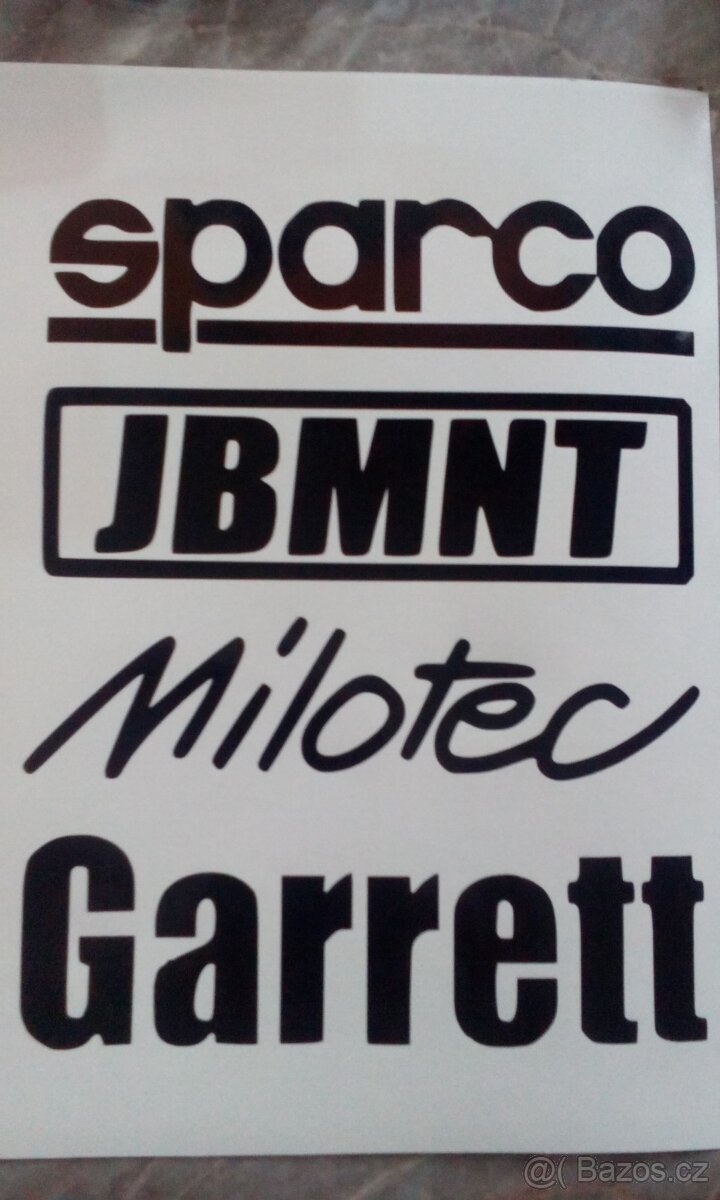 sparco
JBMNT
Milotec
Garrett
@( Bazos.cz